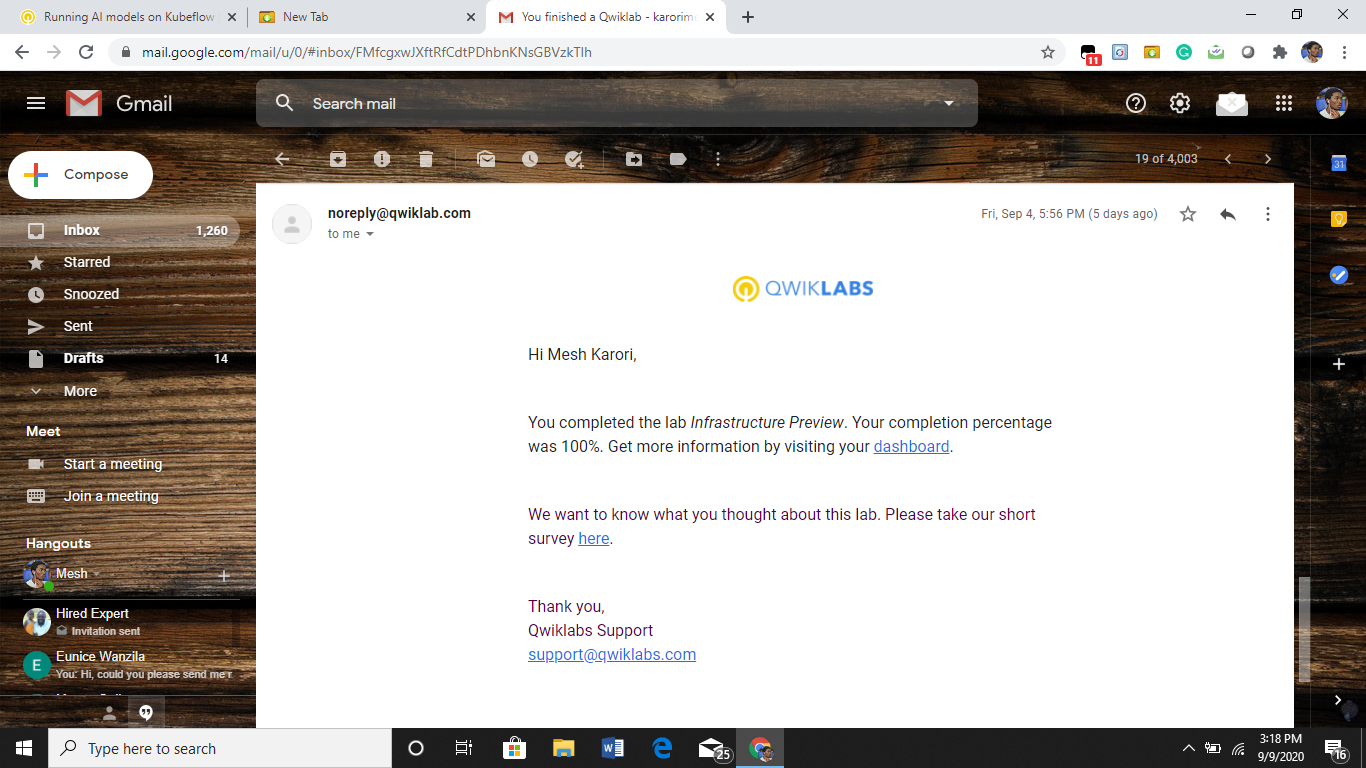 Running AI models on Kubeflow
New Tab
You finished a Qwiklab - karorime
mail.google.com/mail/u/0/#inbox/FMfcgxwJXftRfCdtPDhbnKNsGBVzkTlh
11
Gmail
Search mail
Compose
19 of 4,003
31
Inbox 1,260
Starred
Snoozed
Sent
Drafts 14
More
Meet
Start a meeting
Join a meeting
Hangouts
Mesh
Hired Expert
Invitation sent
E
Eunice Wanzila
You: Hi, could you please send me r
noreply@qwiklab.com
Fri, Sep 4, 5:56 PM (5 days ago)
to me
QWIKLABS
Hi Mesh Karori,
You completed the lab Infrastructure Preview. Your completion percentage
was 100%. Get more information by visiting your dashboard.
We want to know what you thought about this lab. Please take our short
survey here.
Thank you,
Qwiklabs Support
support@qwiklabs.com
Type here to search
25
3:18 PM
9/9/2020
16